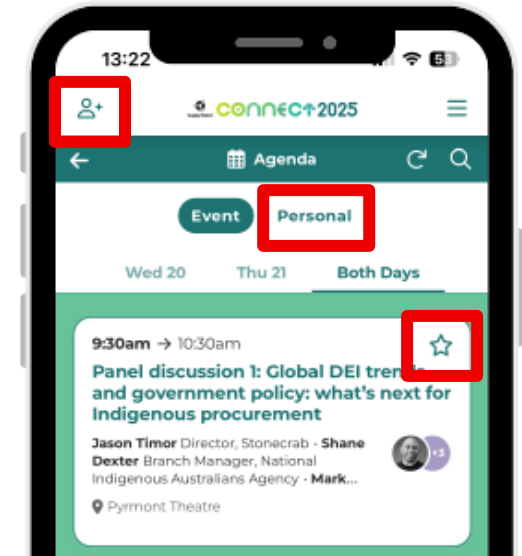 13:22
58
CONNECT2025
Agenda
Event Personal
Wed 20 Thu 21 Both Days
9:30am → 10:30am
Panel discussion 1: Global DEI trends
and government policy: what's next for
Indigenous procurement
Jason Timor Director, Stonecrab - Shane
Dexter Branch Manager, National
Indigenous Australians Agency - Mark...
+3
Pyrmont Theatre